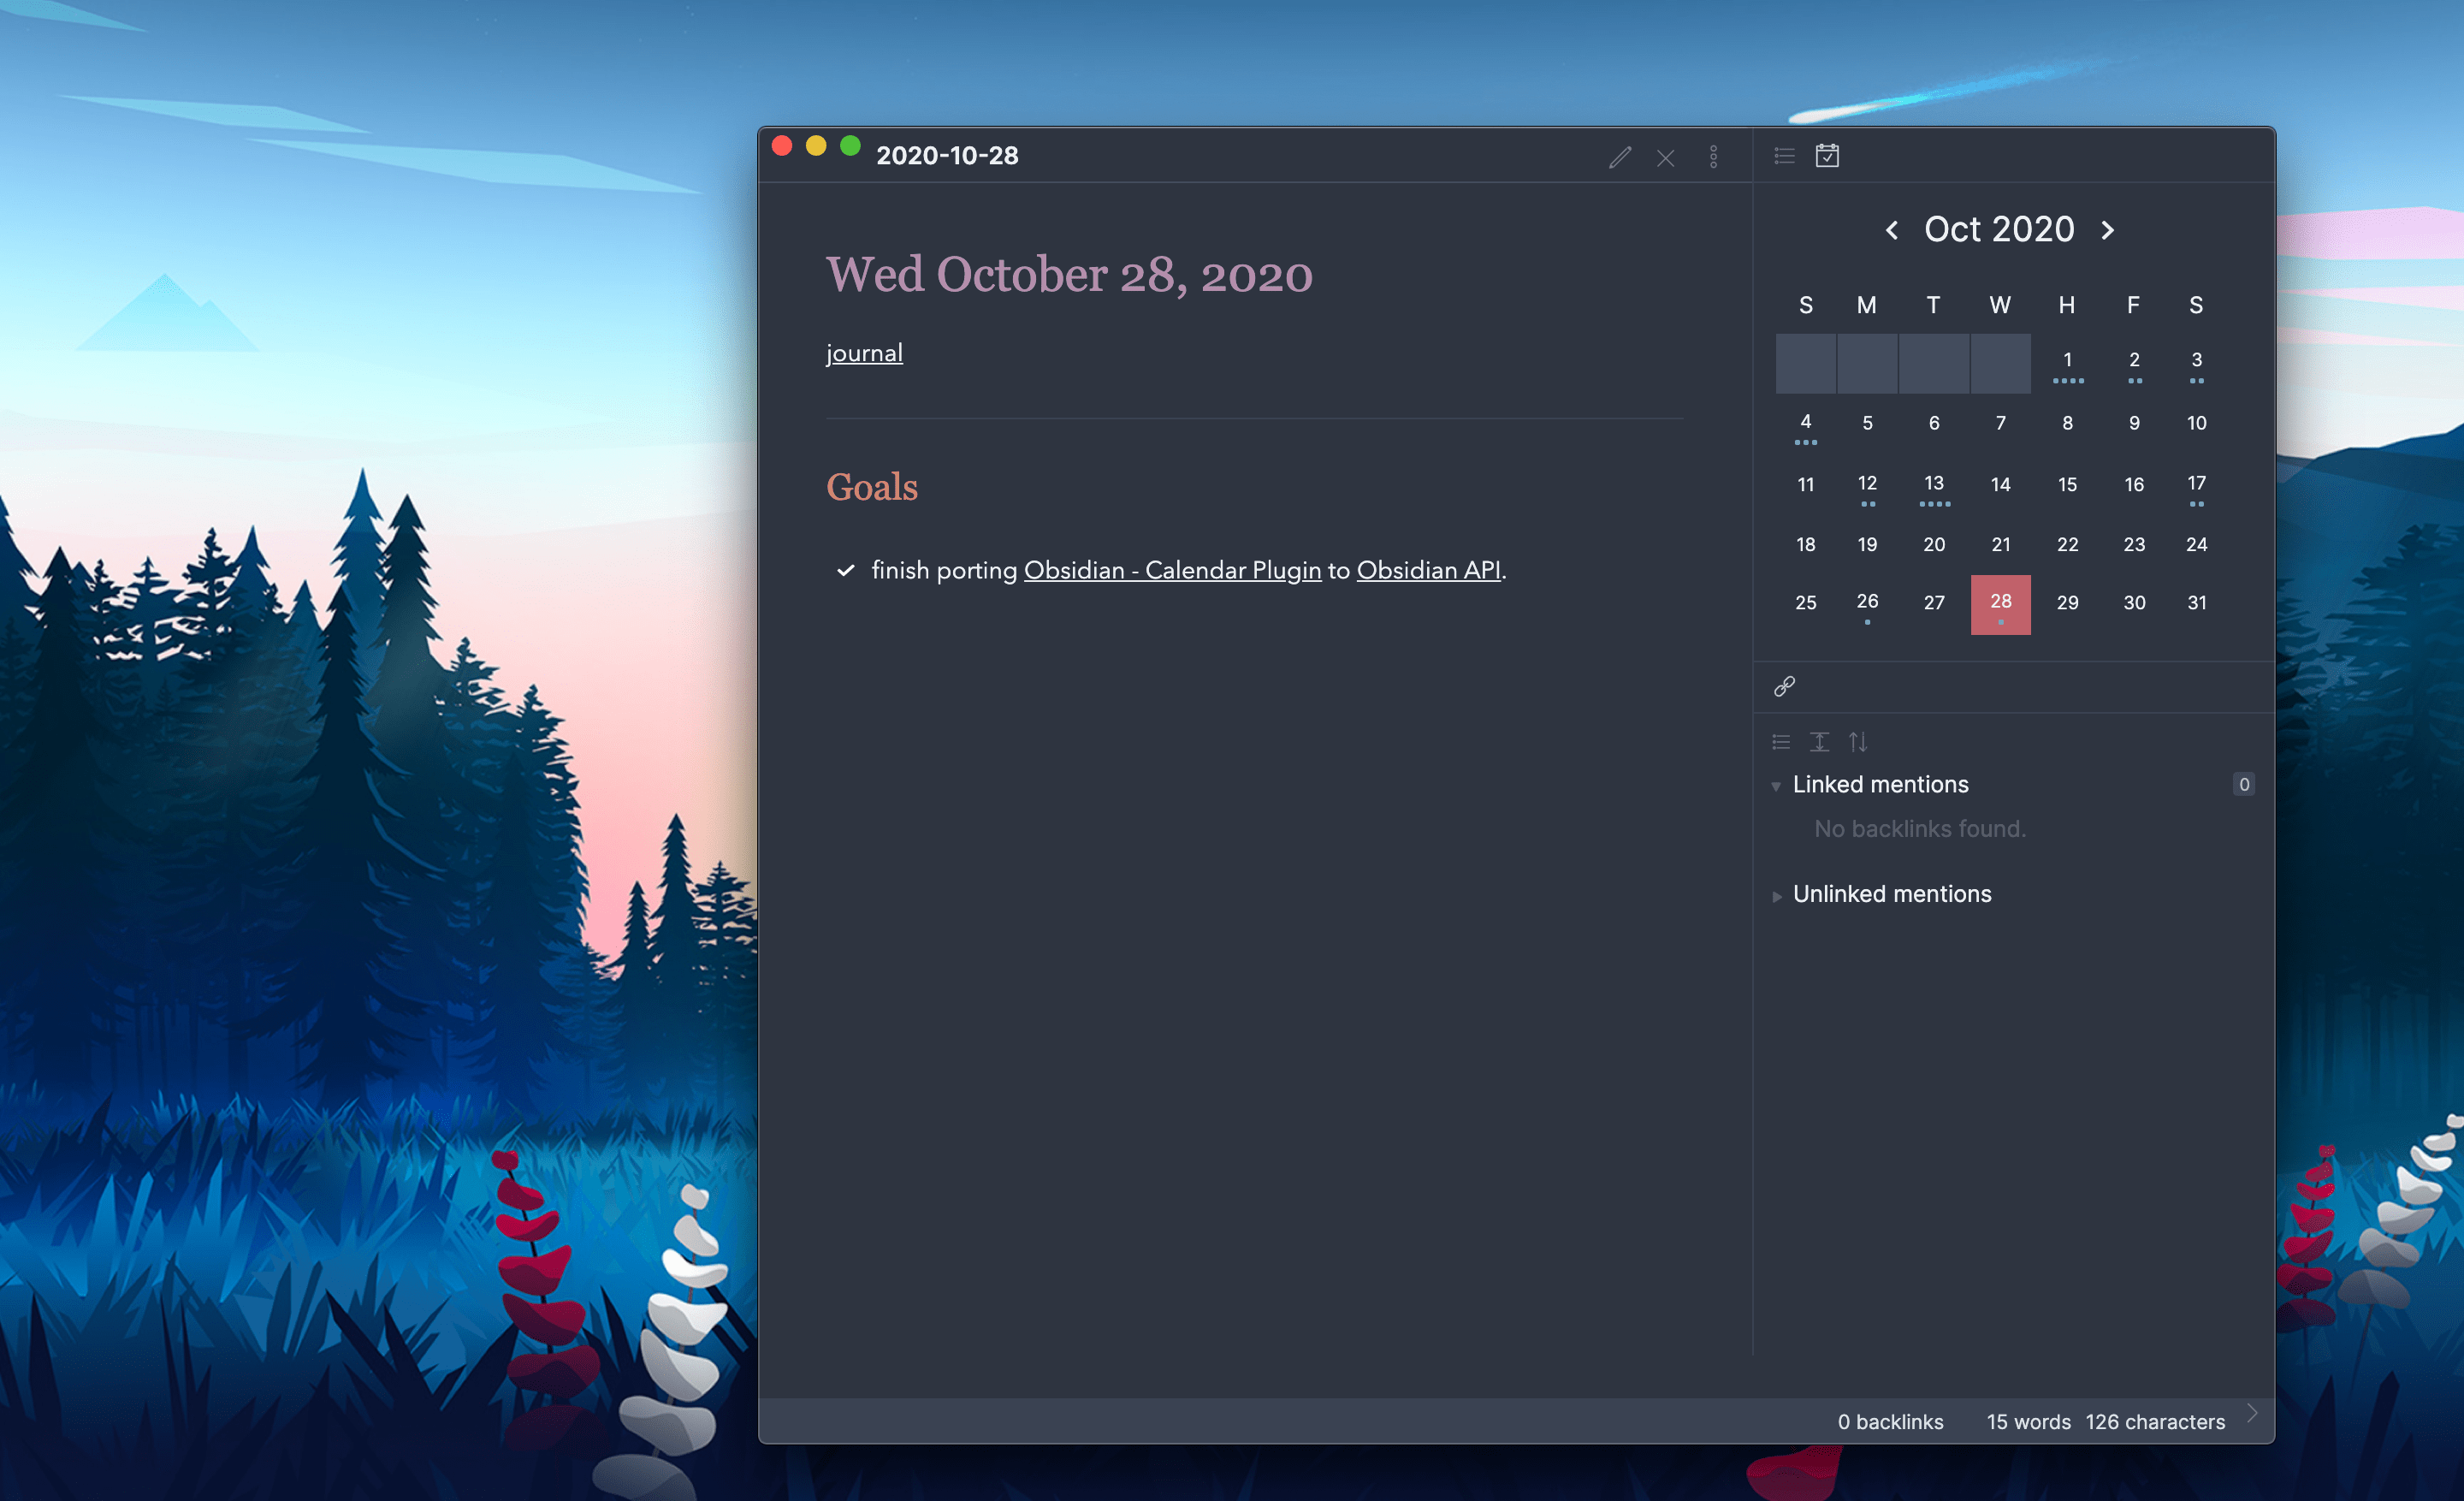 2020-10-28
Wed October 28, 2020
journal
Goals
finish porting Obsidian - Calendar Plugin to Obsidian API.
Oct 2020
S M T W H F S
1 2 3
4 5 6 7 8 9 10
11 12 13 14 15 16 17
18 19 20 21 22 23 24
25 26 27 28 29 30 31
Linked mentions 0
No backlinks found.
Unlinked mentions
0 backlinks 15 words 126 characters